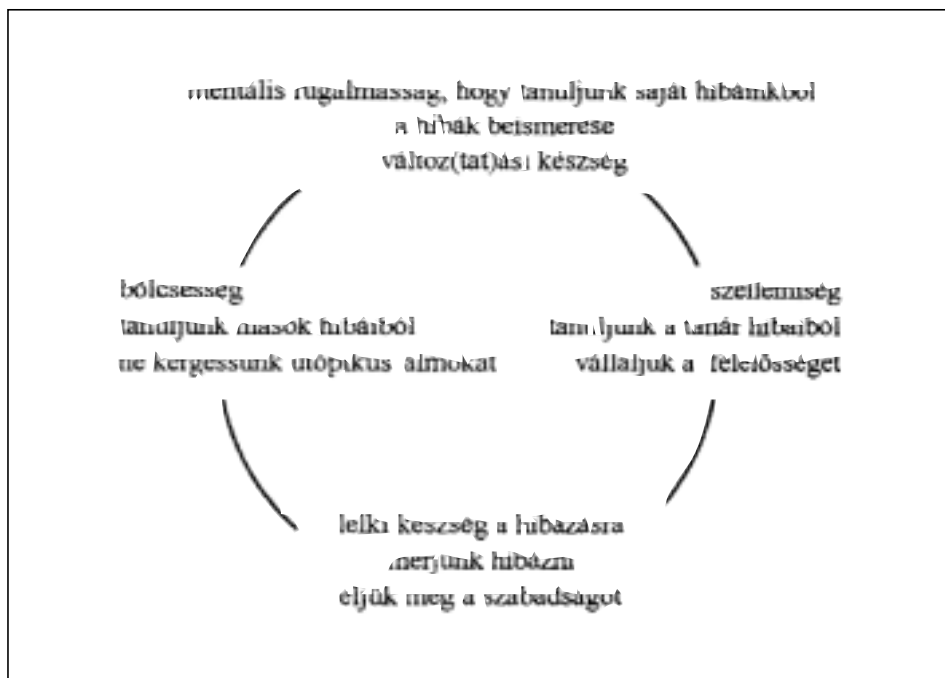 mentális rugalmasság, hogy tanuljunk saját hibáinkból
a hibák beismerése
változ(tat)ási készség
bölcsesség
tanuljunk mások hibáiból
ne kergessünk utópikus álmokat
szellemiség
tanuljunk a tanár hibáiból
vállaljuk a felelősséget
lelki készség a hibázásra
merjünk hibázni
éljük meg a szabadságot